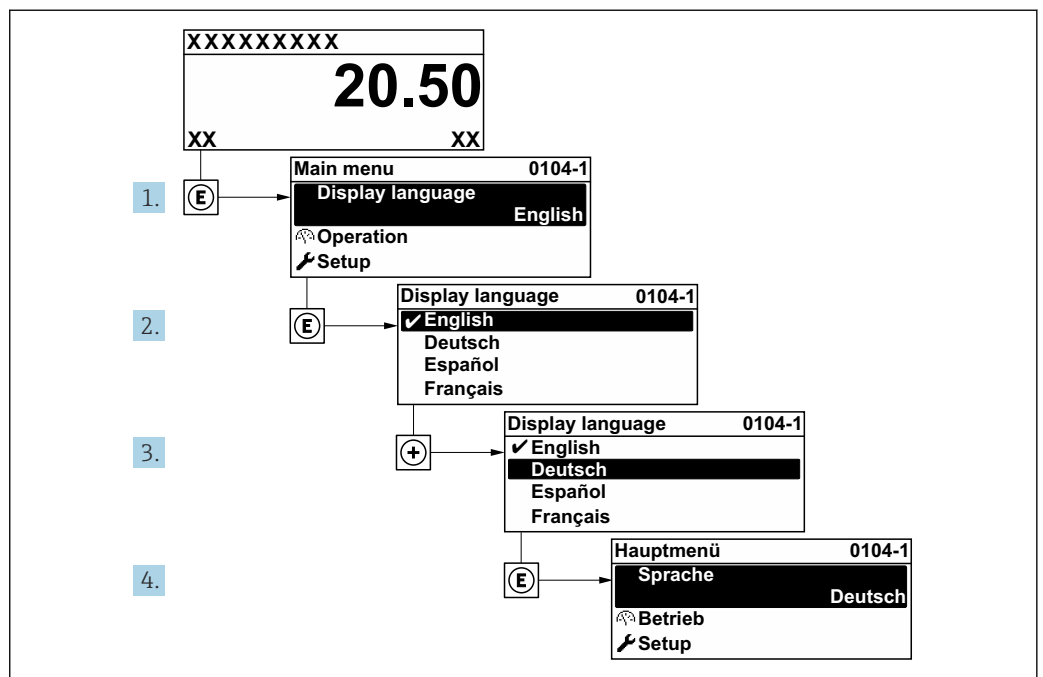 XXXXXXXXX
20.50
XX XX
1. E
Main menu 0104-1
Display language
English
Operation
Setup
2. E
Display language 0104-1
✔English
Deutsch
Español
Français
3. +
Display language 0104-1
✔English
Deutsch
Español
Français
4. E
Hauptmenü 0104-1
Sprache
Deutsch
Betrieb
Setup